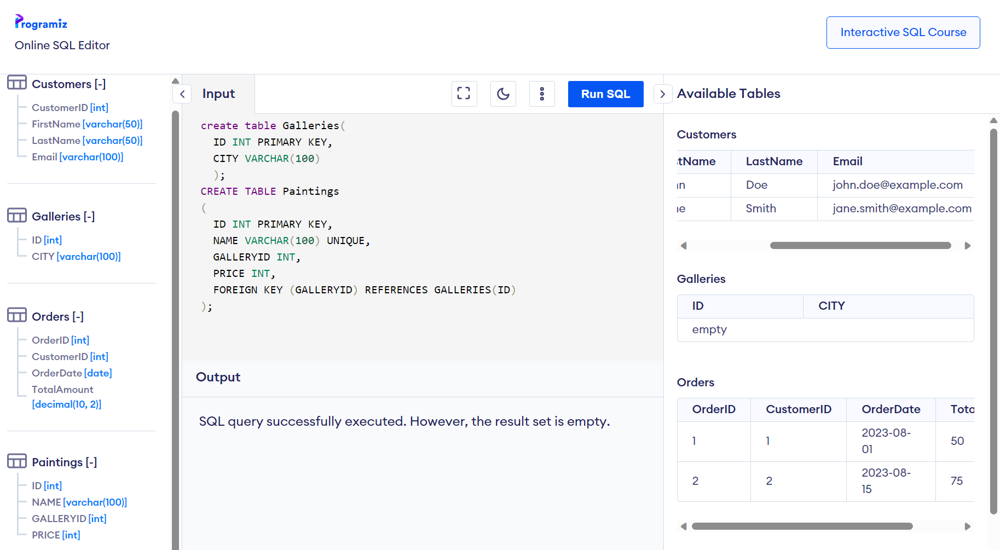 Programiz
Online SQL Editor
Interactive SQL Course
Customers [-]
CustomerID [int]
FirstName [varchar(50)]
LastName [varchar(50)]
Email [varchar(100)]
Galleries [-]
ID [int]
CITY [varchar(100)]
Orders [-]
OrderID [int]
CustomerID [int]
OrderDate [date]
TotalAmount
[decimal(10, 2)]
Paintings [-]
ID [int]
NAME [varchar(100)]
GALLERYID [int]
PRICE [int]
Input
Run SQL
create table Galleries(
ID INT PRIMARY KEY,
CITY VARCHAR(100)
);
CREATE TABLE Paintings
(
ID INT PRIMARY KEY,
NAME VARCHAR(100) UNIQUE,
GALLERYID INT,
PRICE INT,
FOREIGN KEY (GALLERYID) REFERENCES GALLERIES(ID)
);
Output
SQL query successfully executed. However, the result set is empty.
Available Tables
Customers
tName LastName Email
n Doe john.doe@example.com
e Smith jane.smith@example.com
Galleries
ID CITY
empty
Orders
OrderID CustomerID OrderDate Tota
1 1 2023-08-
01 50
2 2 2023-08-
15 75